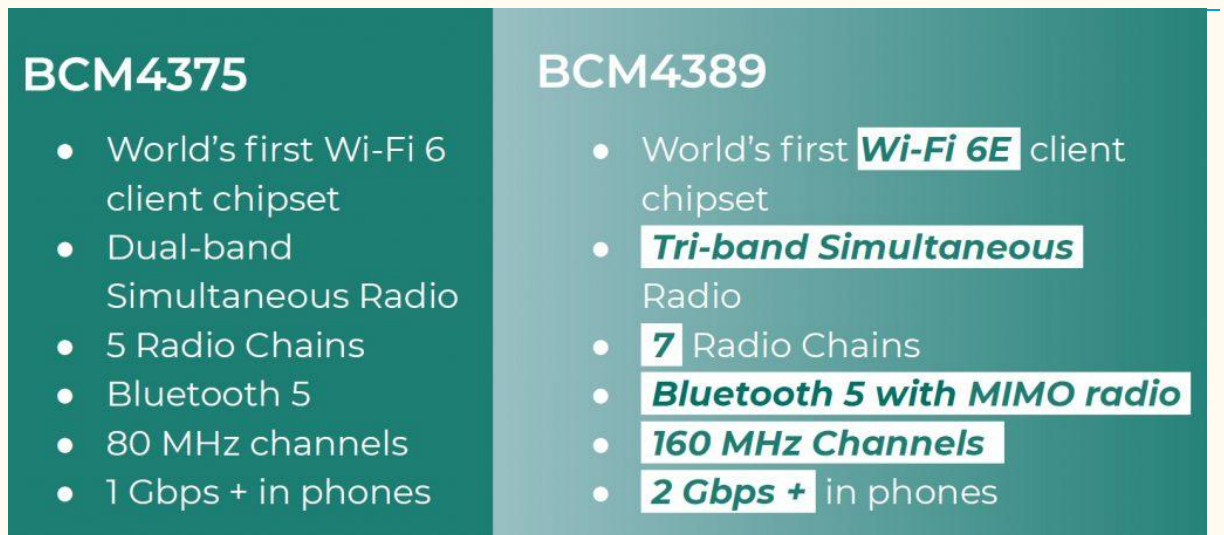 BCM4375
● World's first Wi-Fi 6
client chipset
● Dual-band
Simultaneous Radio
● 5 Radio Chains
● Bluetooth 5
● 80 MHz channels
● 1 Gbps + in phones
BCM4389
● World's first Wi-Fi 6E client
chipset
● Tri-band Simultaneous
Radio
● 7 Radio Chains
● Bluetooth 5 with MIMO radio
● 160 MHz Channels
● 2 Gbps + in phones